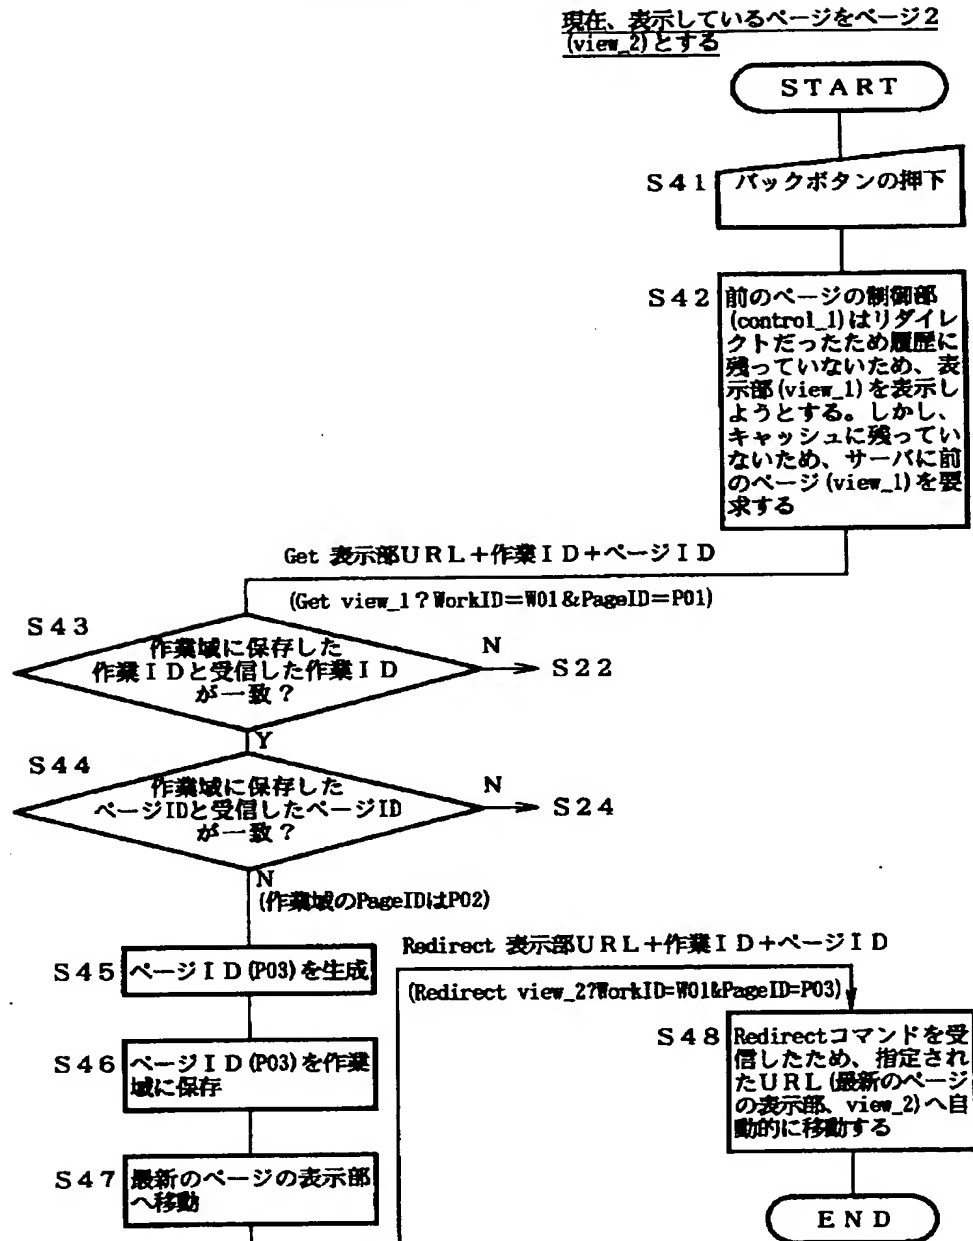 現在、表示しているページをページ2
(view_2)とする
START
S41
バックボタンの押下
S42
前のページの制御部
(control_1)はリダイレ
クトだったため履歴に
残っていないため、表
示部(view_1)を表示し
ようとする。しかし、
キャッシュに残ってい
ないため、サーバに前
のページ(view_1)を要
求する
Get 表示部URL+作業ID+ページID
(Get view_1?WorkID=W01&PageID=P01)
S43
作業域に保存した
作業IDと受信した作業ID
が一致?
N
S22
Y
S44
作業域に保存した
ページIDと受信したページID
が一致?
N
S24
N
(作業域のPageIDはP02)
S45
ページID(P03)を生成
S46
ページID(P03)を作業
域に保存
S47
最新のページの表示部
へ移動
Redirect 表示部URL+作業ID+ページID
(Redirect view_2?WorkID=W01&PageID=P03)
S48
Redirectコマンドを受
信したため、指定され
たURL(最新のページ
の表示部、view_2)へ自
動的に移動する
END